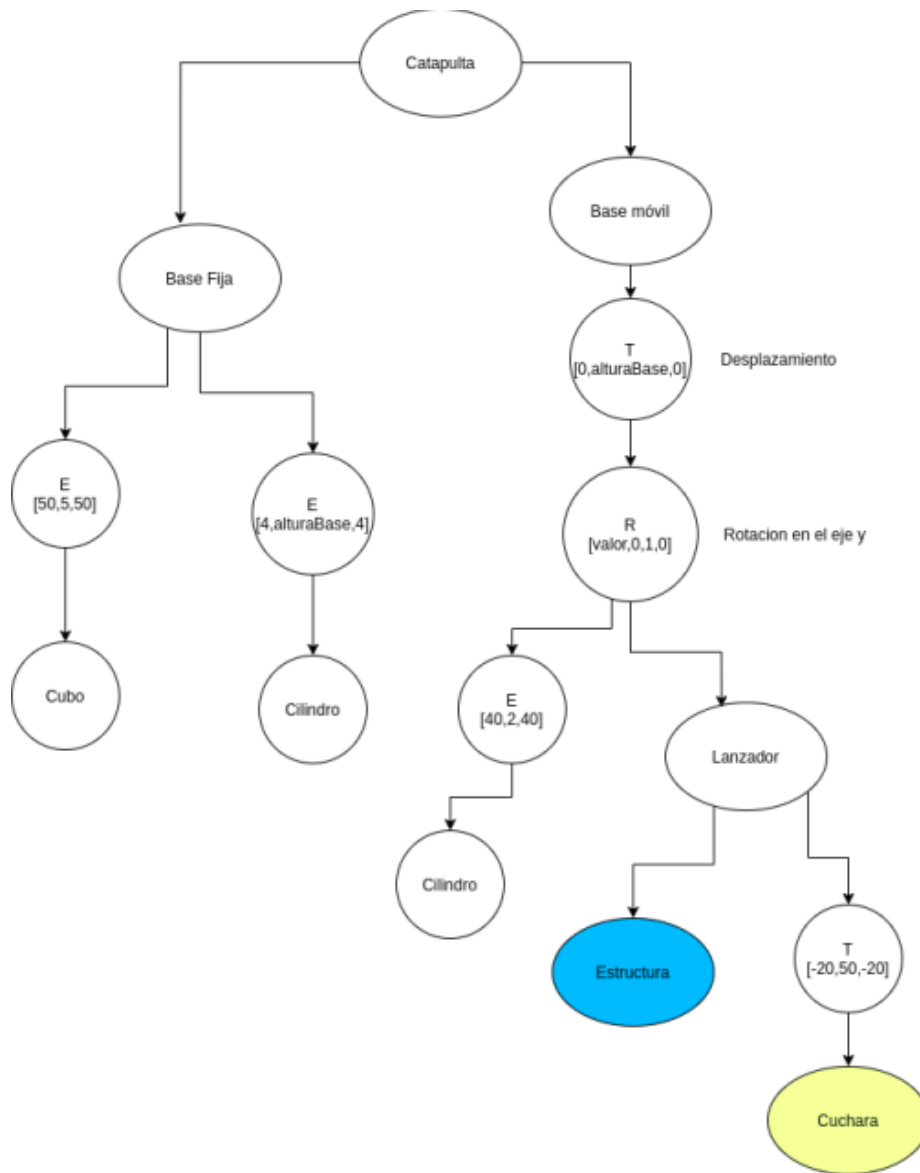 Catapulta
Base móvil
Base Fija
T
[0,alturaBase,0]
Desplazamiento
E
[50,5,50]
E
[4,alturaBase,4]
R
[valor,0,1,0]
Rotacion en el eje y
Cubo
Cilindro
E
[40,2,40]
Lanzador
Cilindro
Estructura
T
[-20,50,-20]
Cuchara